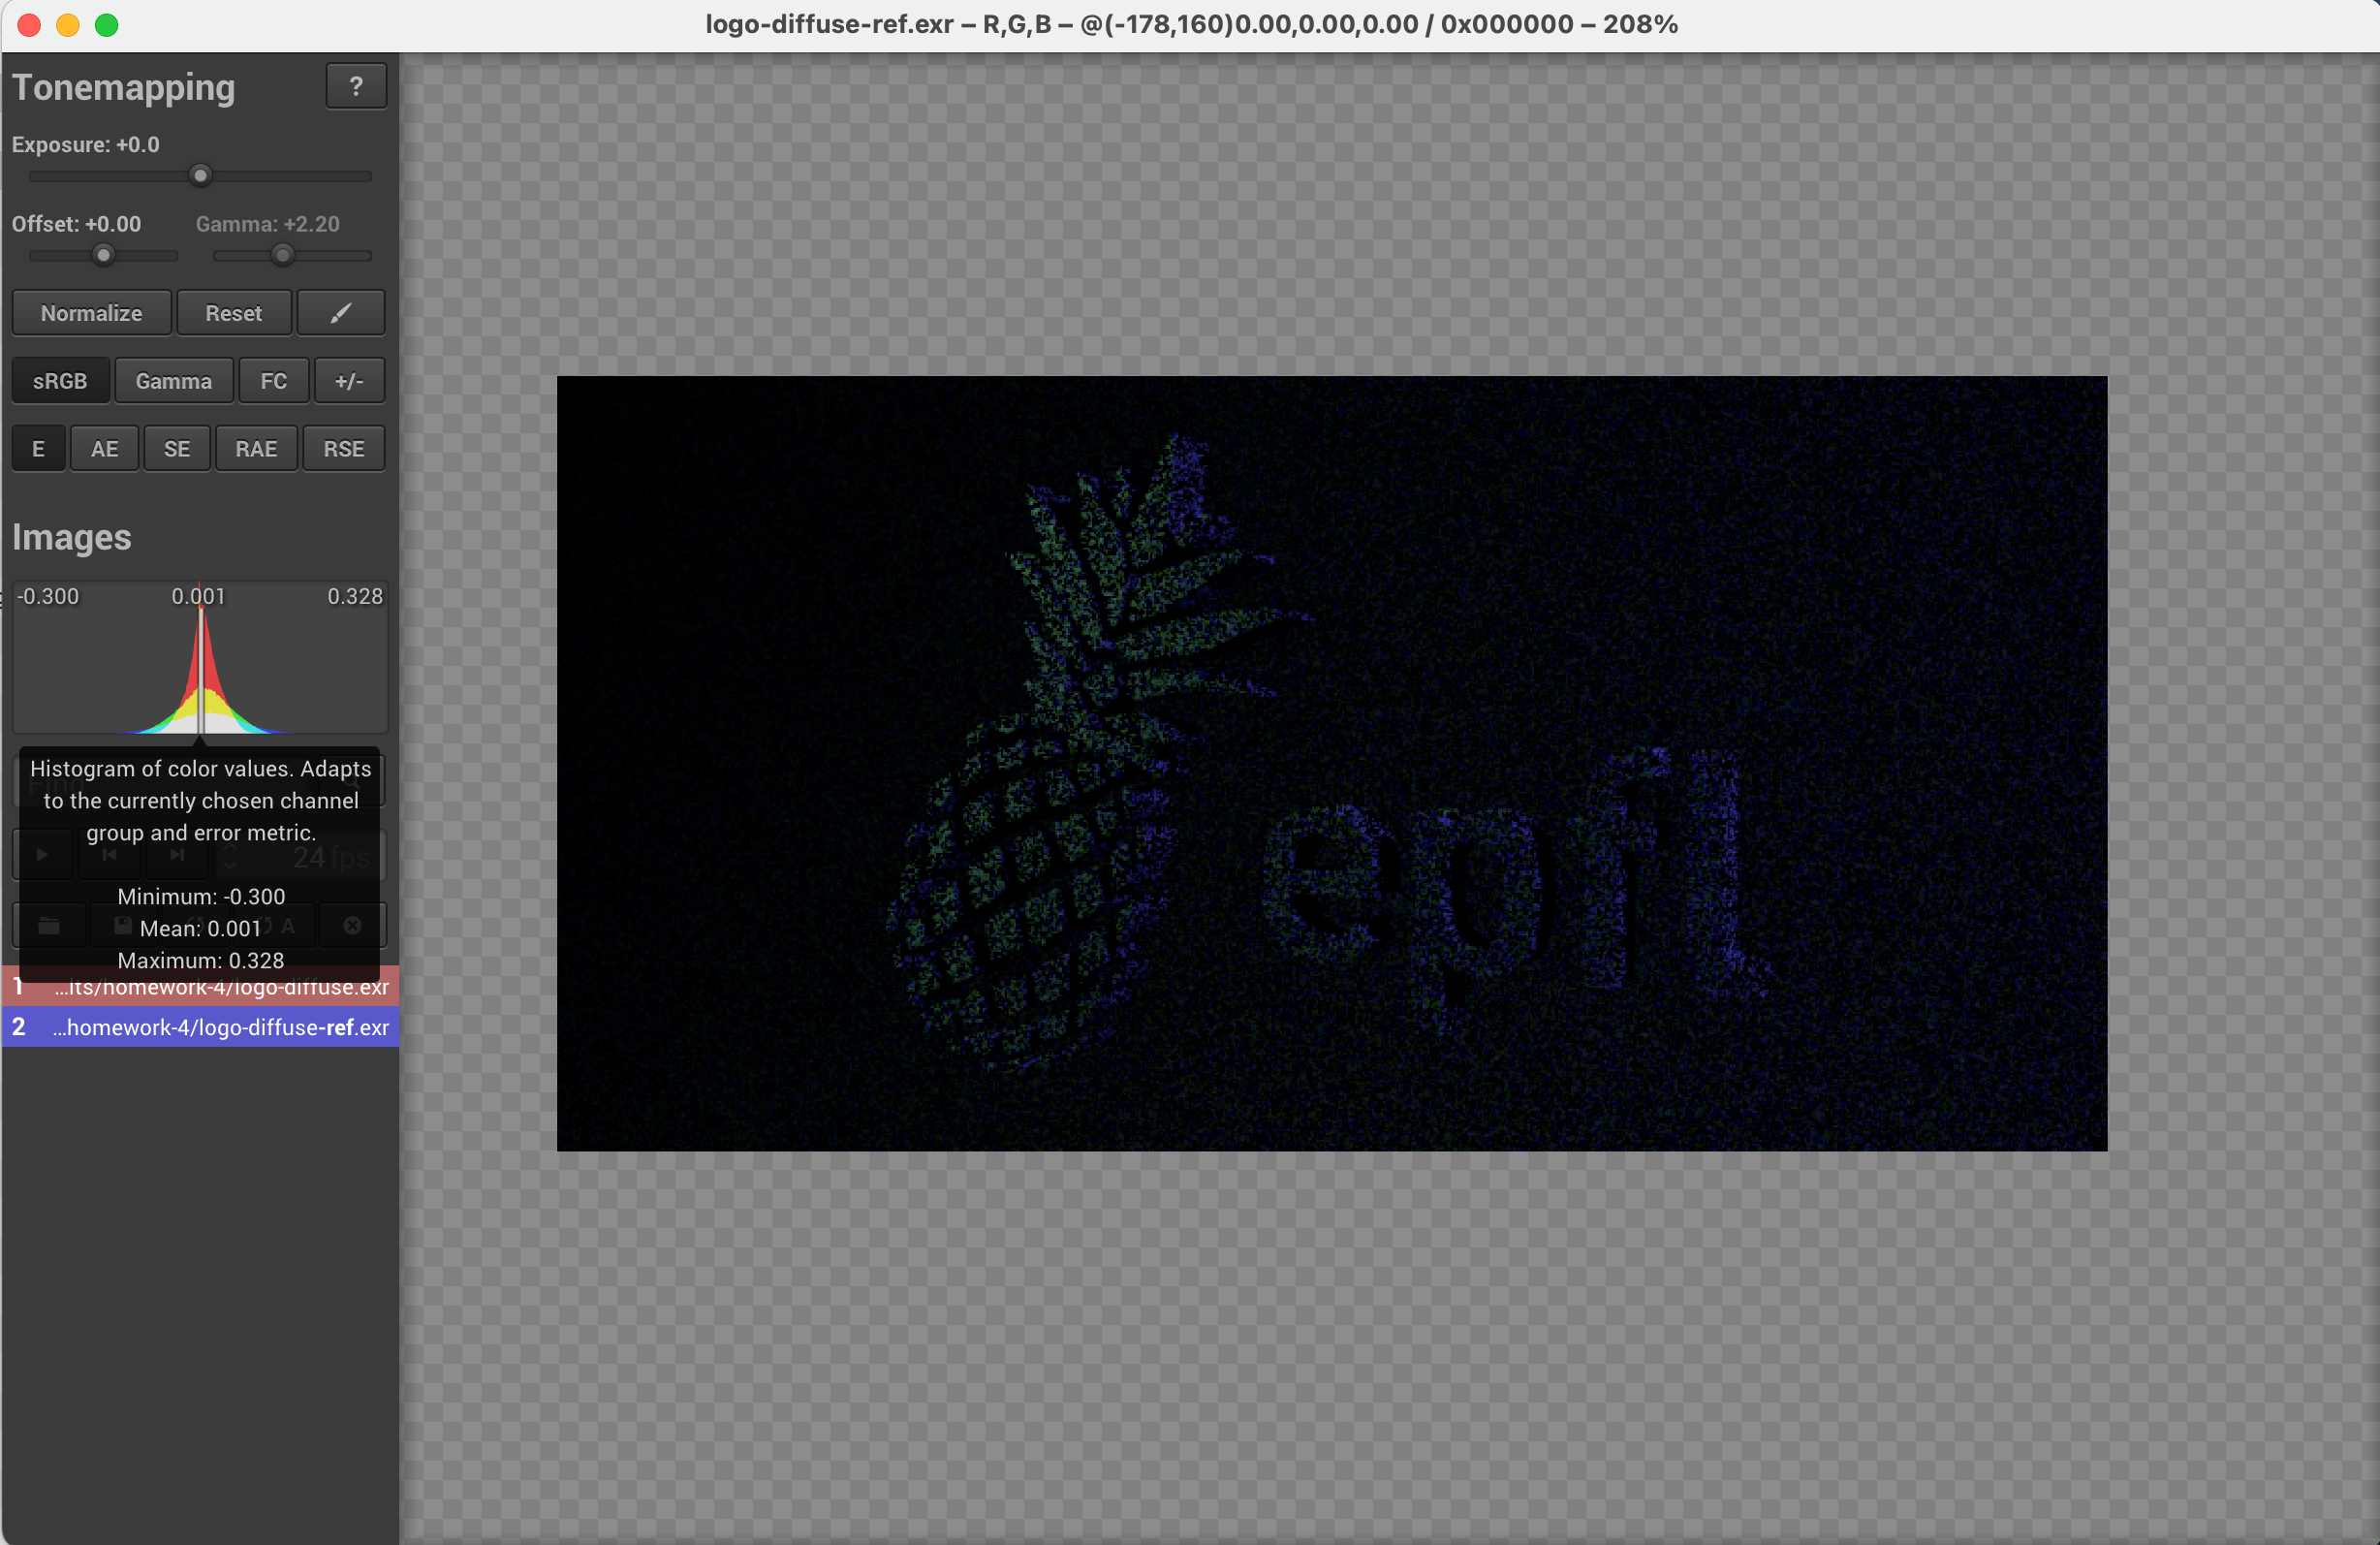 logo-diffuse-ref.exr – R,G,B – @(-178,160)0.00,0.00,0.00 / 0x000000 – 208%
Tonemapping
?
Exposure: +0.0
Offset: +0.00 Gamma: +2.20
Normalize Reset
sRGB Gamma FC +/-
E AE SE RAE RSE
Images
-0.300 0.001 0.328
Histogram of color values. Adapts
to the currently chosen channel
group and error metric.
24 fps
Minimum: -0.300
A
Mean: 0.001
Maximum: 0.328
1 ...lts/homework-4/logo-diffuse.exr
2 ...homework-4/logo-diffuse-ref.exr
epfl